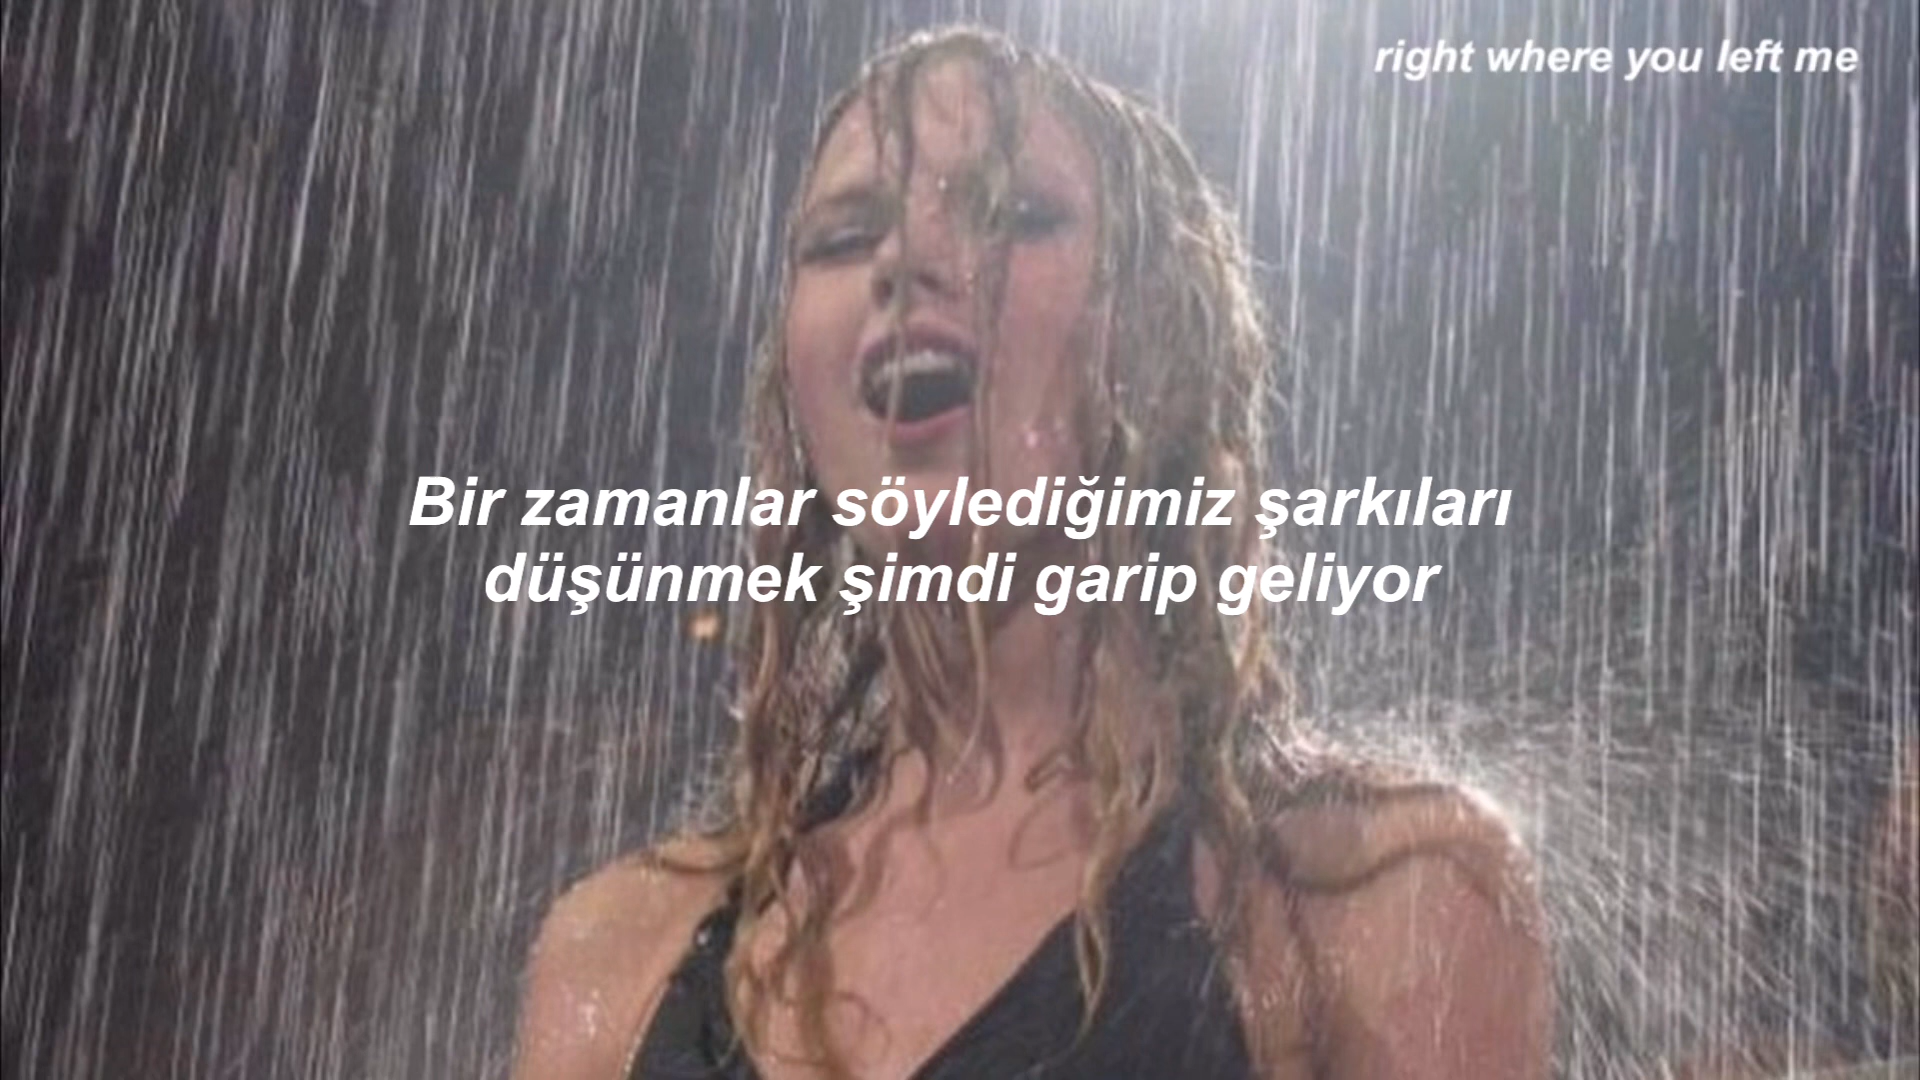 right where you left me
Bir zamanlar söylediğimiz şarkıları
düşünmek şimdi garip geliyor